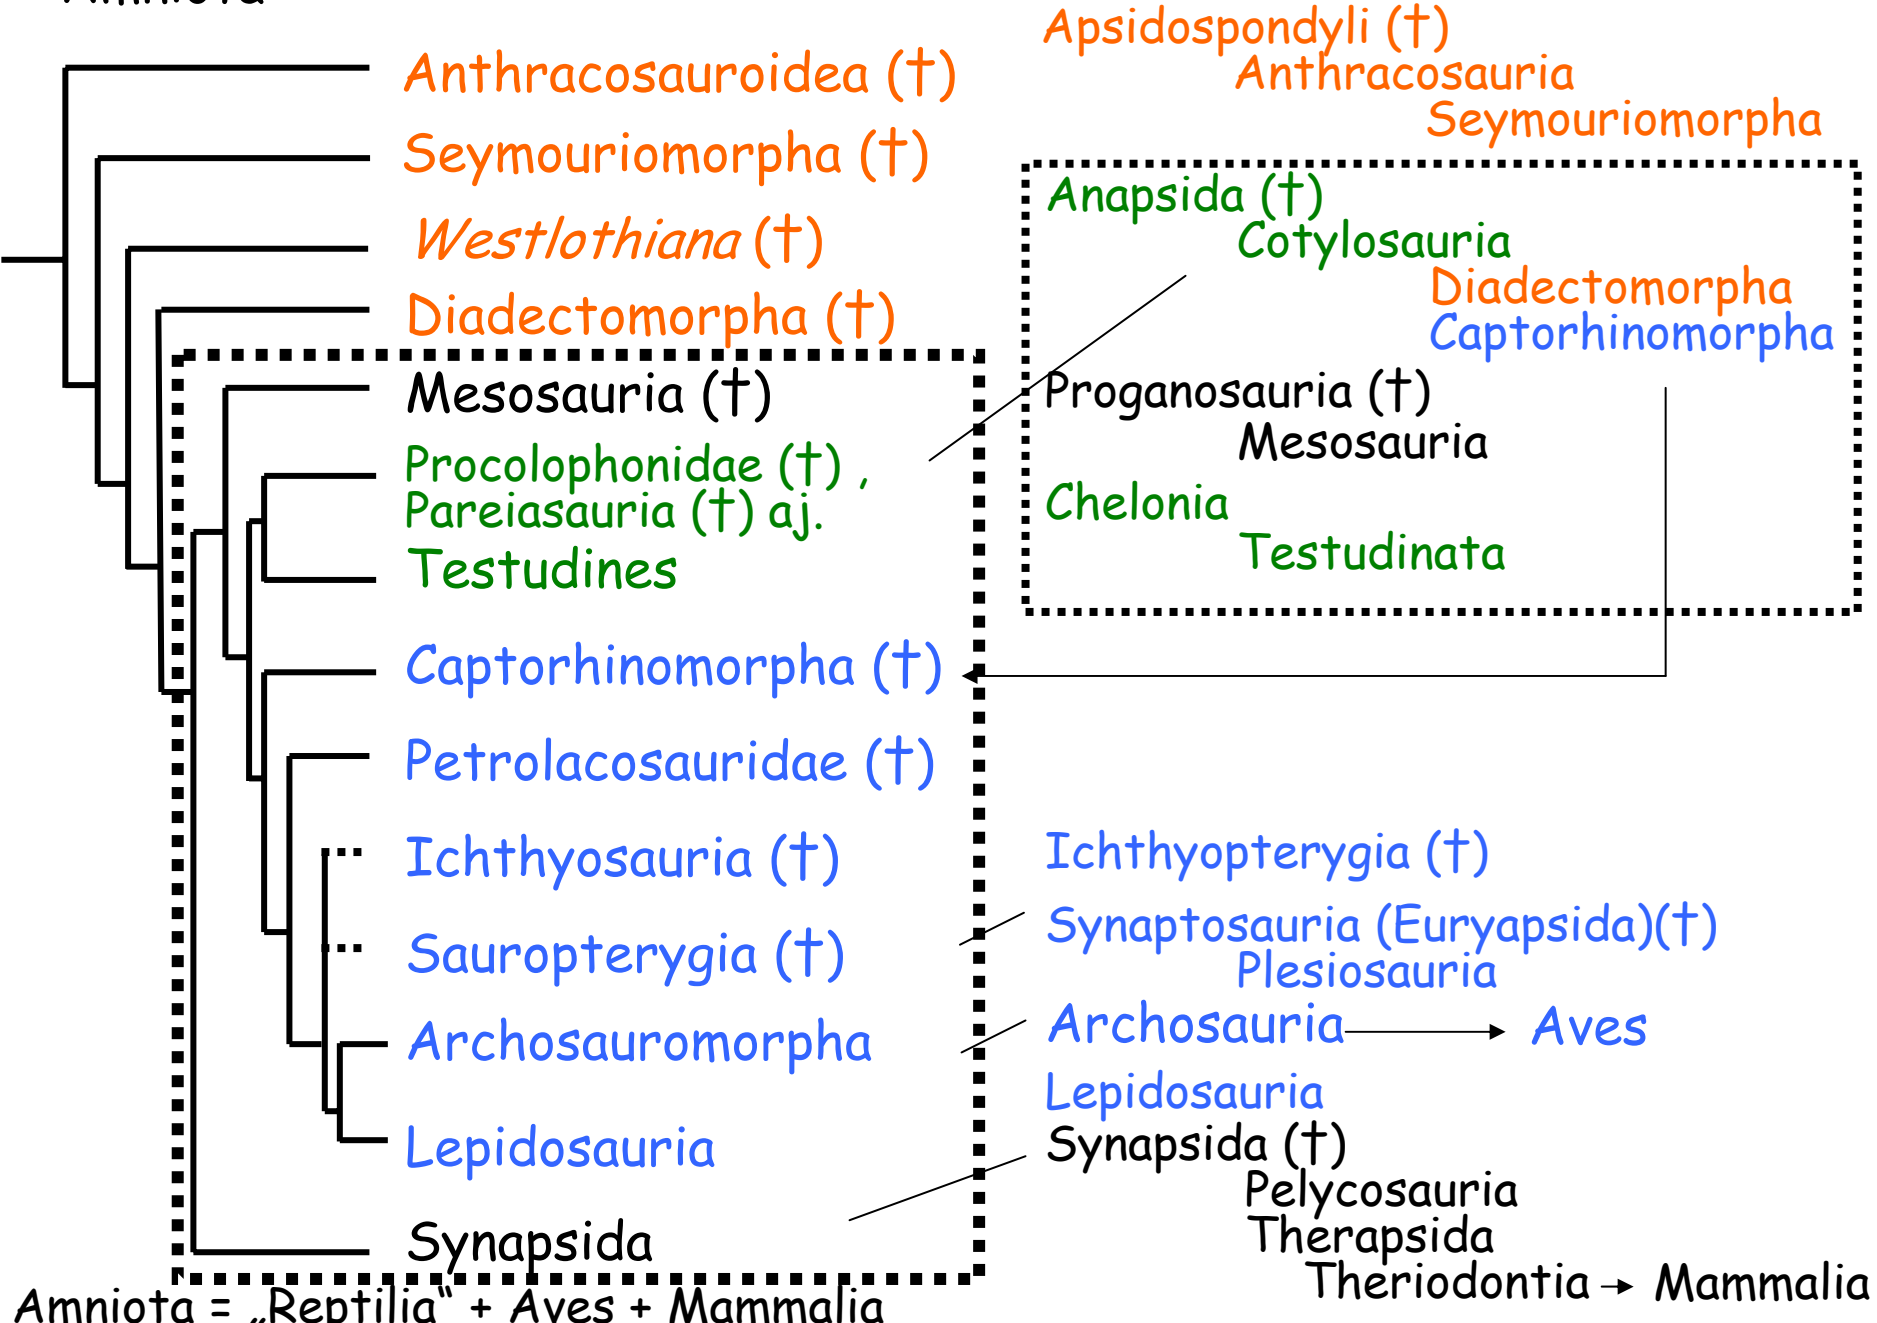 Amniota
Anthracosauroidea (†)
Seymouriomorpha (†)
Westlothiana (†)
Diadectomorpha (†)
Mesosauria (†)
Procolophonidae (†) ,
Pareiasauria (†) aj.
Testudines
Captorhinomorpha (†)
Petrolacosauridae (†)
Ichthyosauria (†)
Sauropterygia (†)
Archosauromorpha
Lepidosauria
Synapsida
Amniota = „Reptilia“ + Aves + Mammalia
Apsidospondyli (†)
Anthracosauria
Seymouriomorpha
Anapsida (†)
Cotylosauria
Diadectomorpha
Captorhinomorpha
Proganosauria (†)
Mesosauria
Chelonia
Testudinata
Ichthyopterygia (†)
Synaptosauria (Euryapsida)(†)
Plesiosauria
Archosauria Aves
Lepidosauria
Synapsida (†)
Pelycosauria
Therapsida
Theriodontia → Mammalia